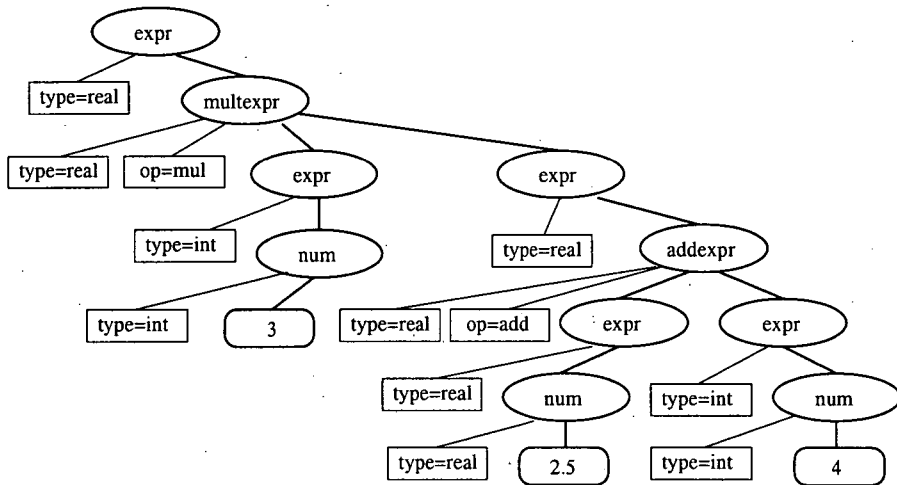 expr
type=real
multexpr
type=real op=mul
expr expr
type=int type=real
num addexpr
type=int 3 type=real op=add expr expr
type=real num type=int num
type=real 2.5 type=int 4